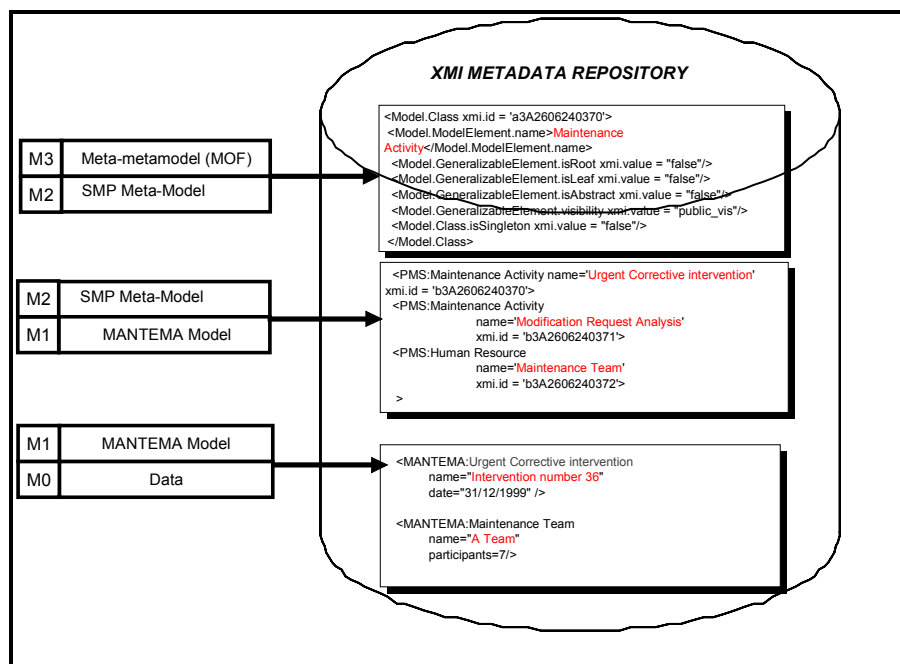 XMI METADATA REPOSITORY
M3 Meta-metamodel (MOF)
M2 SMP Meta-Model
<Model.Class xmi.id = 'a3A2606240370'>
<Model.ModelElement.name>Maintenance
Activity</Model.ModelElement.name>
<Model.GeneralizableElement.isRoot xmi.value = "false"/>
<Model.GeneralizableElement.isLeaf xmi.value = "false"/>
<Model.GeneralizableElement.isAbstract xmi.value = "false"/>
<Model.GeneralizableElement.visibility xmi.value = "public_vis"/>
<Model.Class.isSingleton xmi.value = "false"/>
</Model.Class>
M2 SMP Meta-Model
M1 MANTEMA Model
<PMS:Maintenance Activity name='Urgent Corrective intervention'
xmi.id = 'b3A2606240370'>
<PMS:Maintenance Activity
name='Modification Request Analysis'
xmi.id = 'b3A2606240371'>
<PMS:Human Resource
name='Maintenance Team'
xmi.id = 'b3A2606240372'>
>
M1 MANTEMA Model
M0 Data
<MANTEMA:Urgent Corrective intervention
name="Intervention number 36"
date="31/12/1999" />
<MANTEMA:Maintenance Team
name="A Team"
participants=7/>